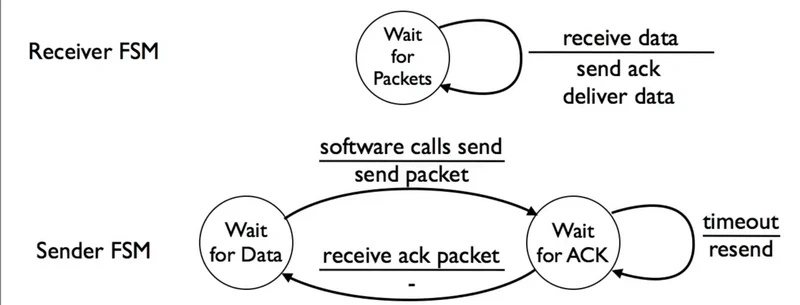 Receiver FSM
Wait
for
Packets
receive data
send ack
deliver data
software calls send
send packet
Sender FSM
Wait
for Data
receive ack packet
-
Wait
for ACK
timeout
resend